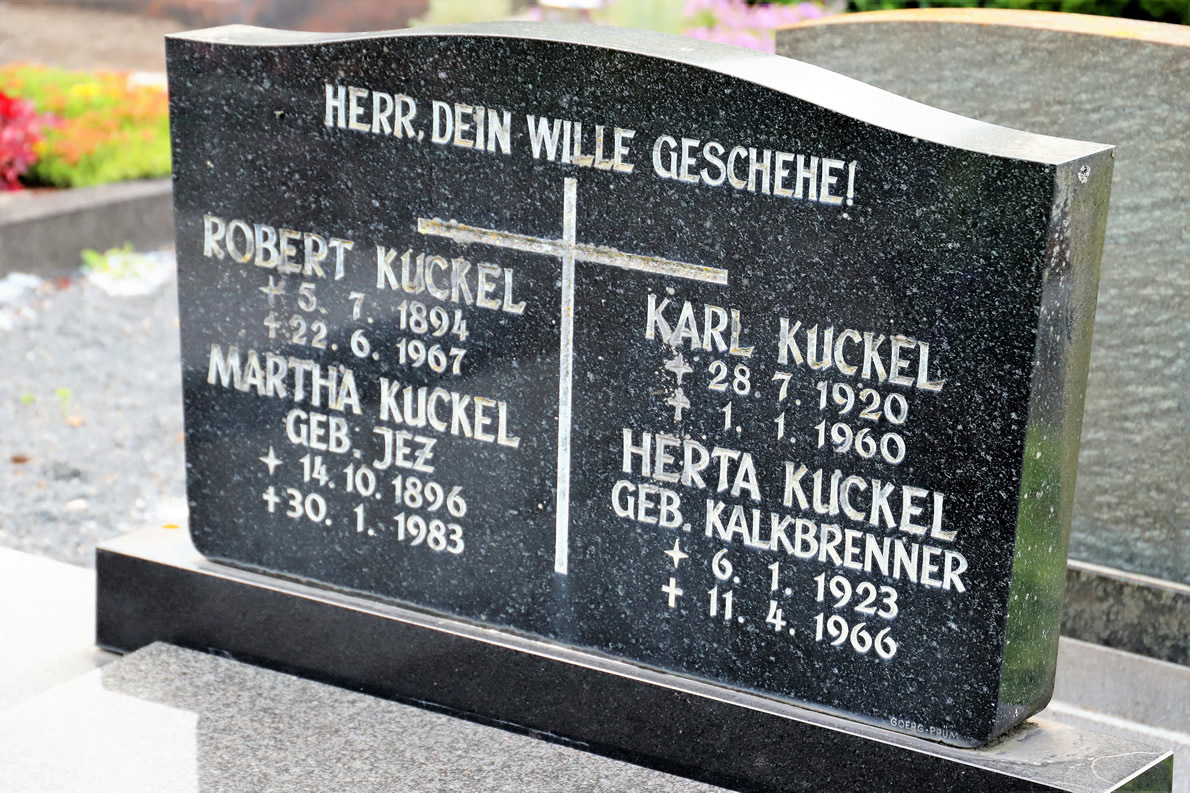 HERR, DEIN WILLE GESCHEHE!
ROBERT KUCKEL
5. 7. 1894
✝ 22. 6. 1967
MARTHA KUCKEL
GEB. JEZ
✦ 14. 10. 1896
✝ 30. 1. 1983
KARL KUCKEL
✦ 28. 7. 1920
✝ 1. 1. 1960
HERTA KUCKEL
GEB. KALKBRENNER
✦ 6. 1. 1923
✝ 11. 4. 1966
GOERG-PRÜM